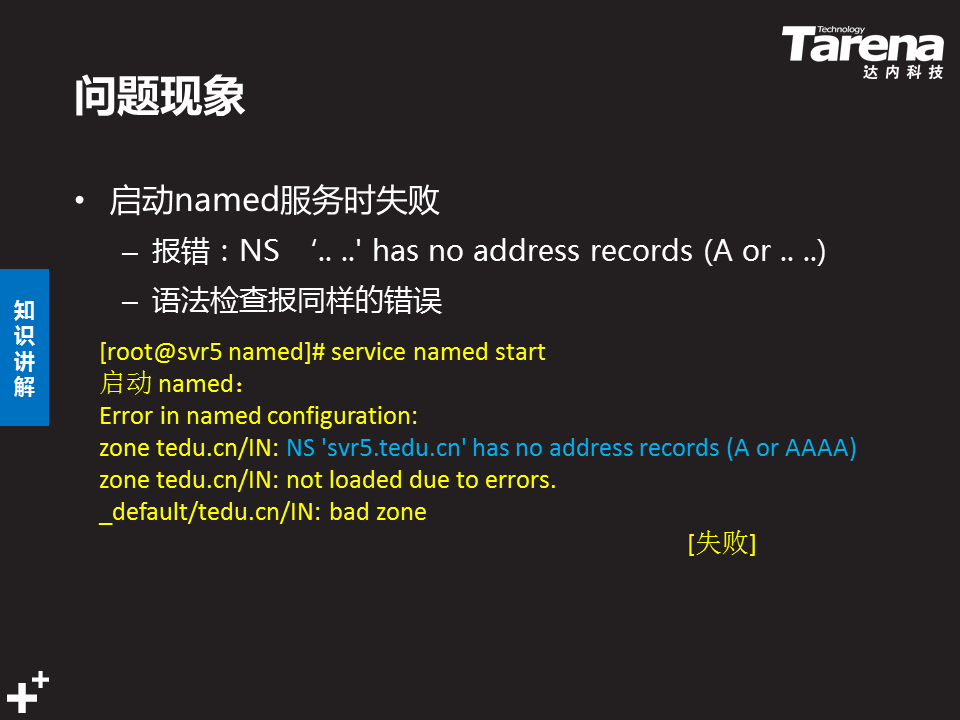 Technology
Tarena
达内科技
问题现象
• 启动named服务时失败
– 报错：NS ‘.. ..' has no address records (A or .. ..)
– 语法检查报同样的错误
知识讲解
[root@svr5 named]# service named start
启动 named：
Error in named configuration:
zone tedu.cn/IN: NS 'svr5.tedu.cn' has no address records (A or AAAA)
zone tedu.cn/IN: not loaded due to errors.
_default/tedu.cn/IN: bad zone
[失败]